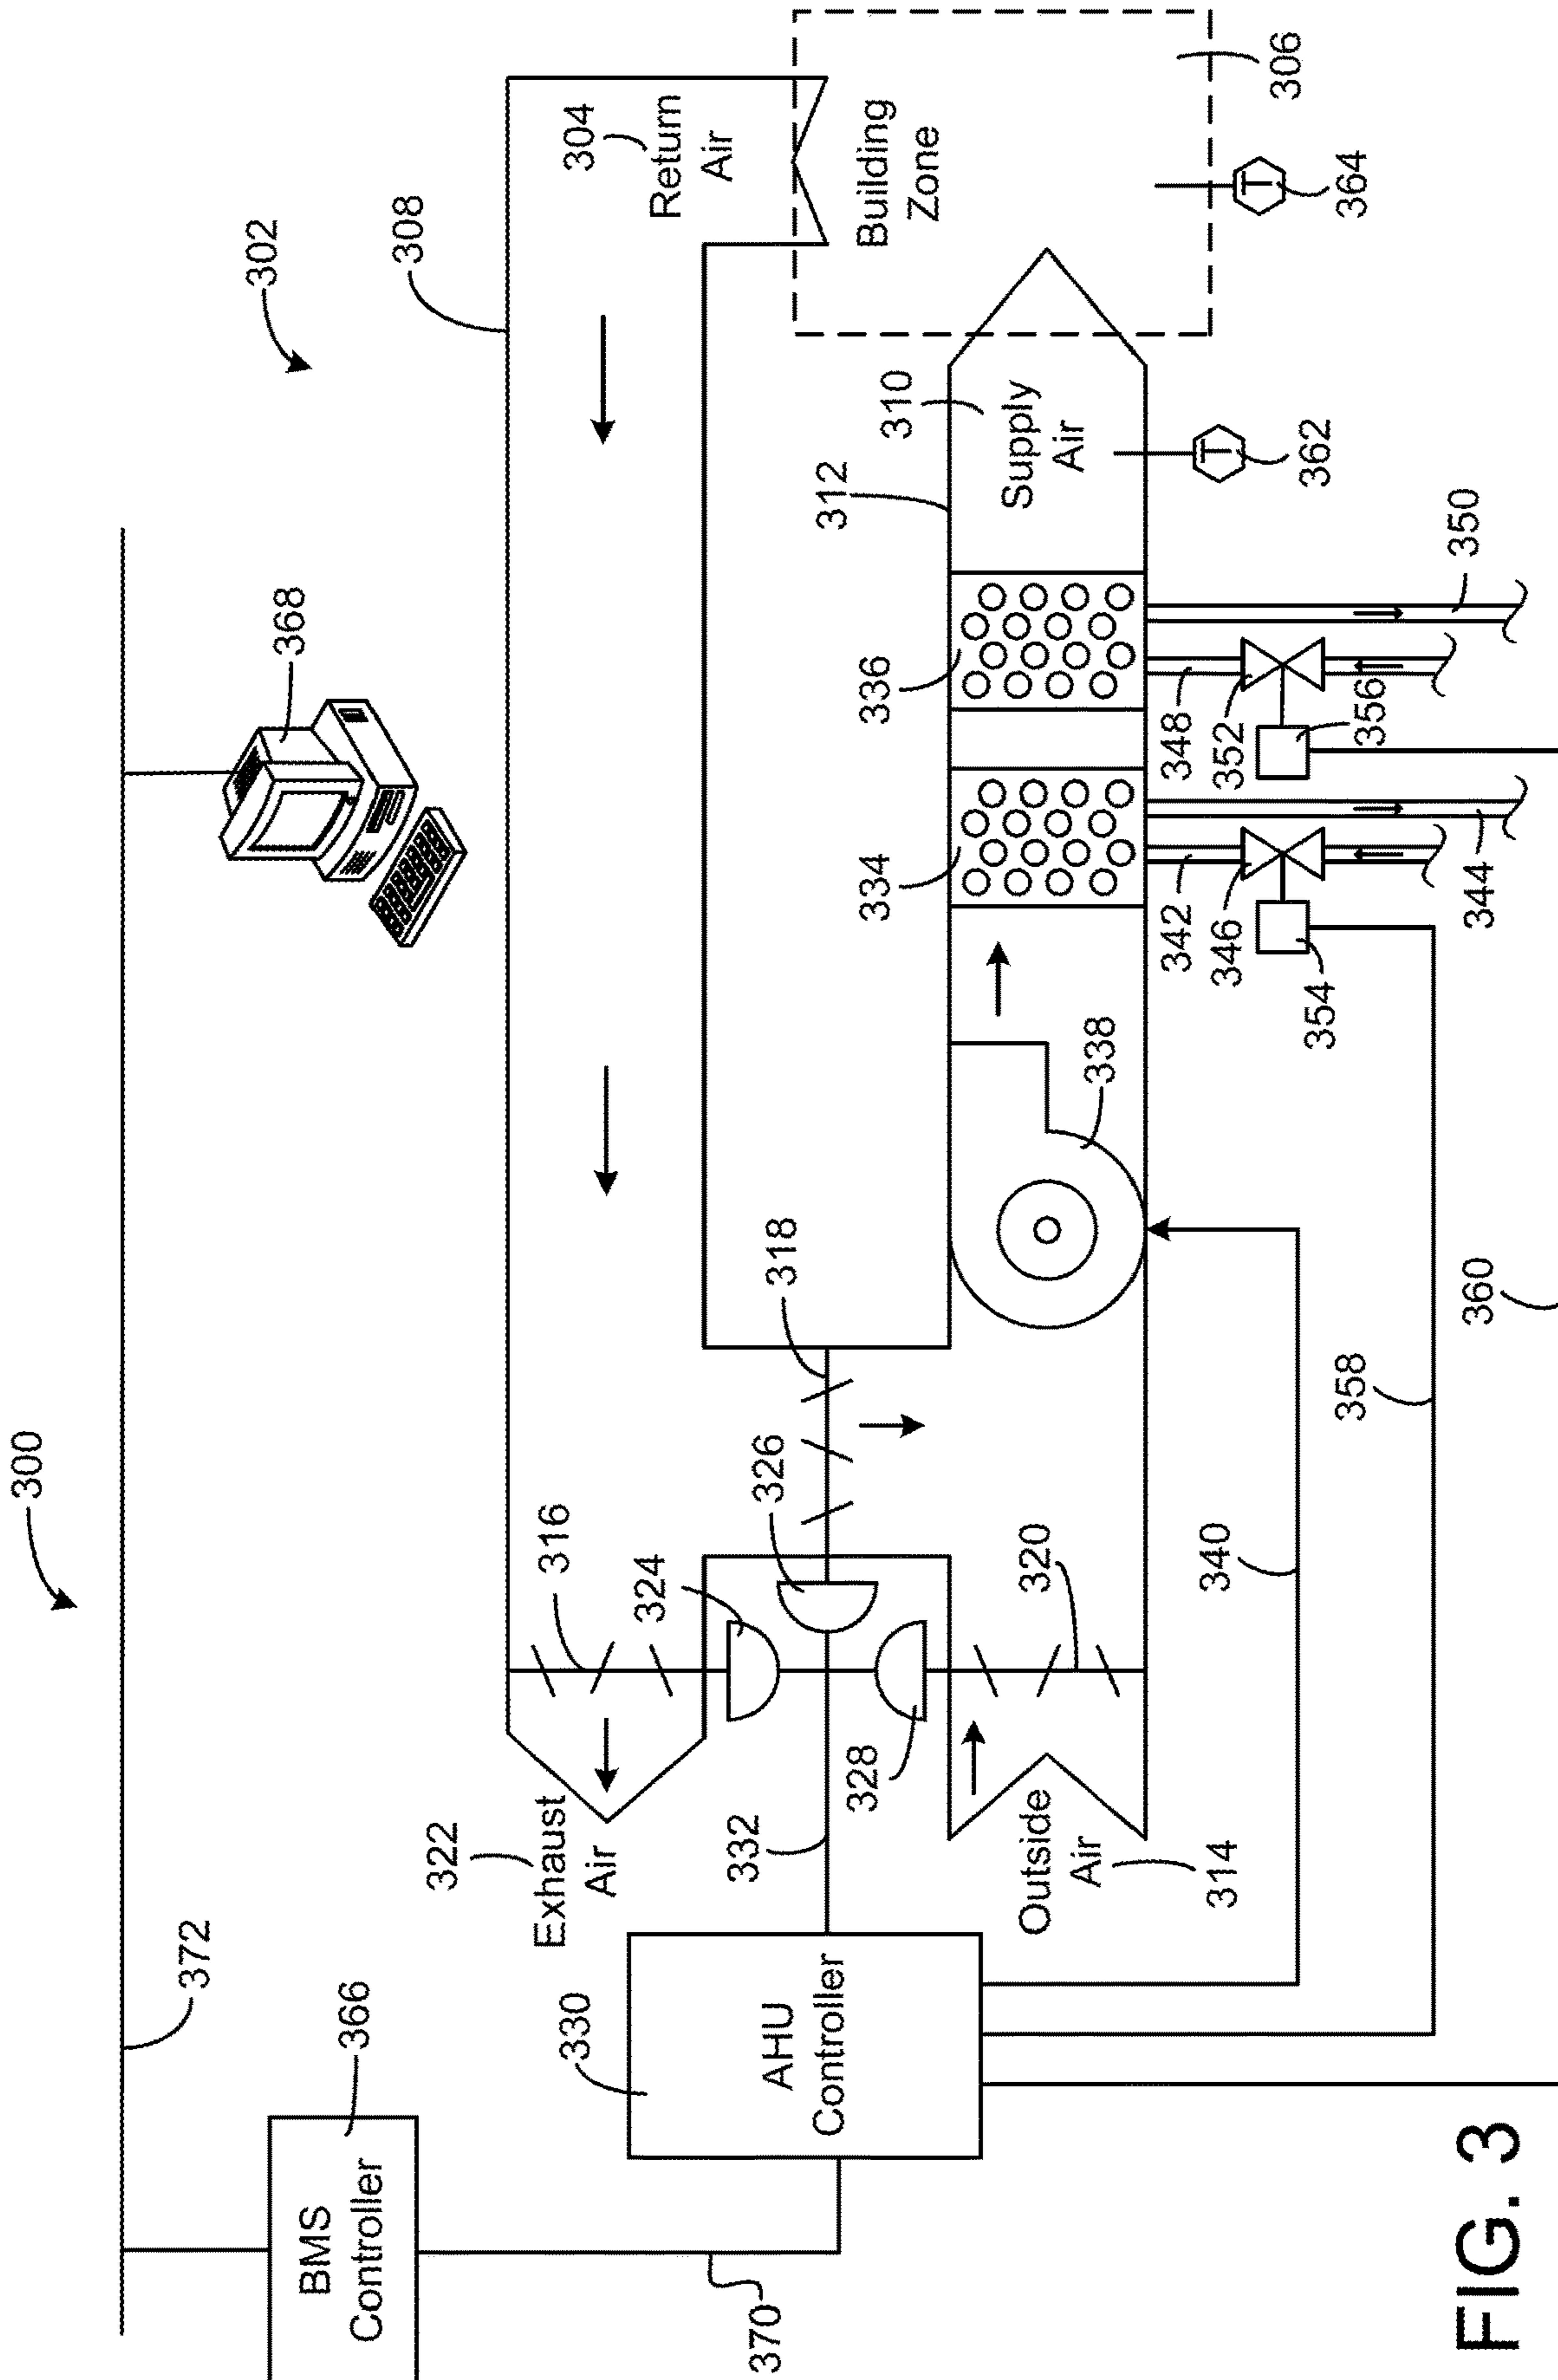 300
372
366
BMS
Controller
370
368
302
308
304
Return
Air
Building
Zone
306
364
322
Exhaust
Air
316
324
326
318
332
328
330
AHU
Controller
Outside
Air
314
320
338
334
336
312
310
Supply
Air
362
342
346
354
344
348
352
356
350
340
358
360
FIG. 3